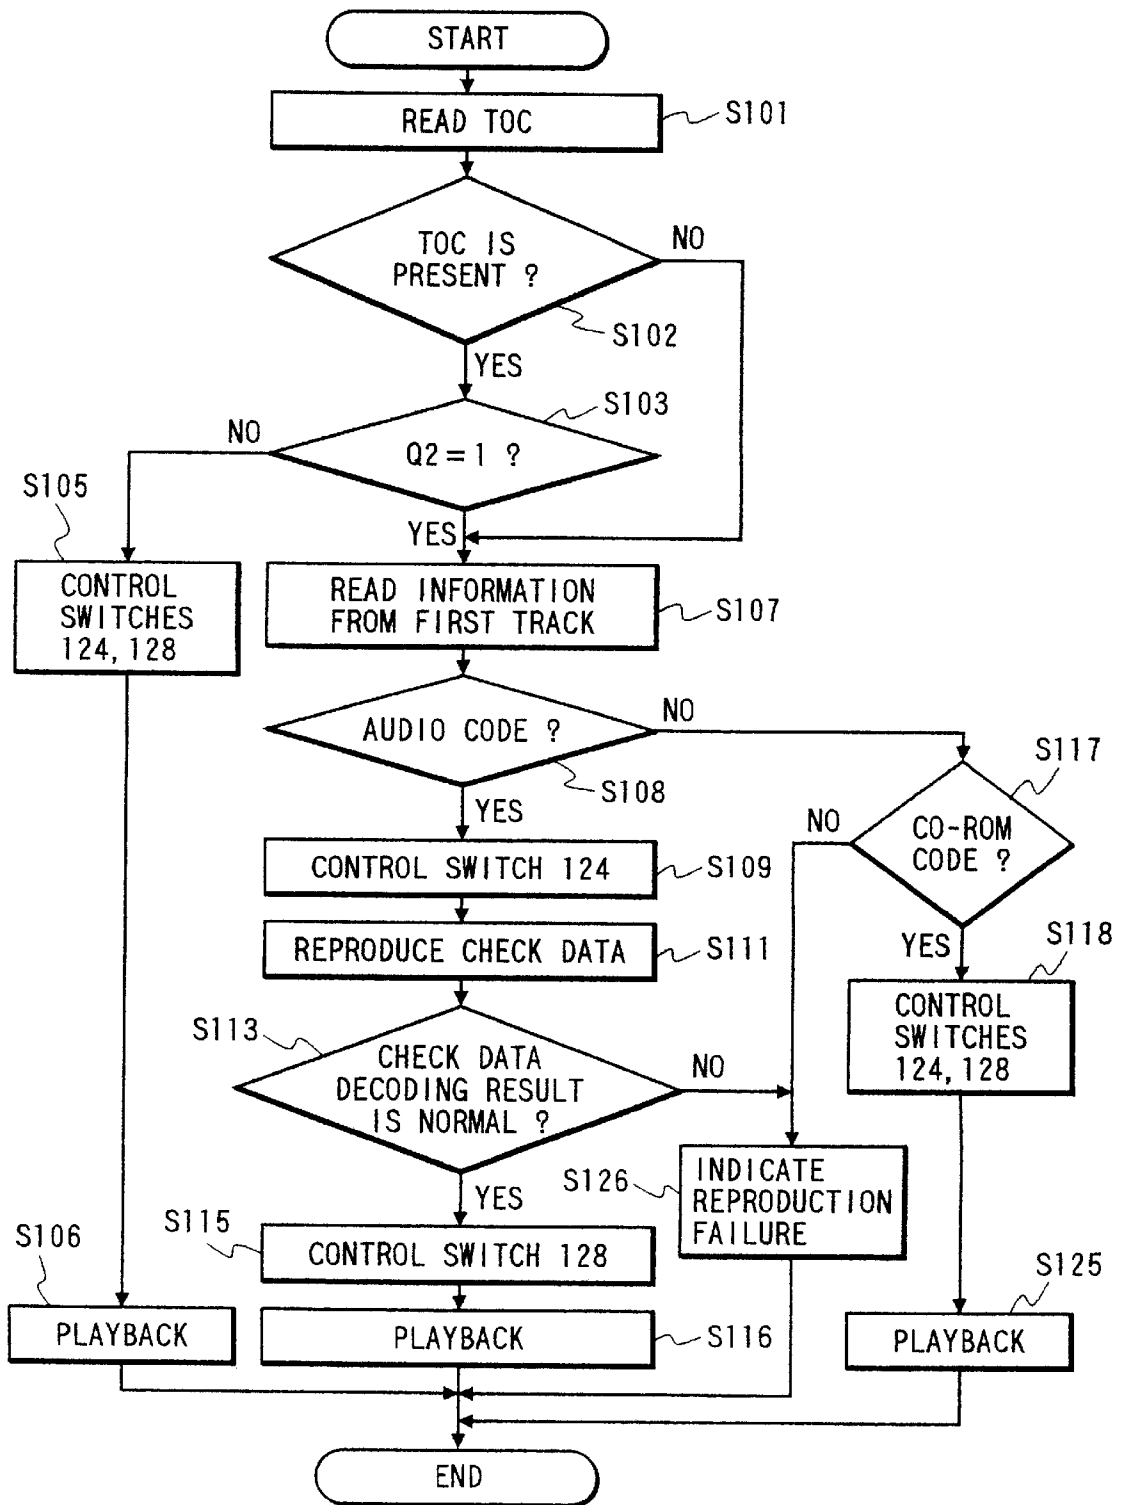 START
READ TOC
S101
TOC IS
PRESENT ?
NO
S102
YES
S103
Q2=1 ?
NO
S105
YES
CONTROL
SWITCHES
124, 128
READ INFORMATION
FROM FIRST TRACK
S107
AUDIO CODE ?
NO
S108
YES
S117
CO-ROM
CODE ?
NO
CONTROL SWITCH 124
S109
REPRODUCE CHECK DATA
S111
YES
S118
CONTROL
SWITCHES
124, 128
S113
CHECK DATA
DECODING RESULT
IS NORMAL ?
NO
YES
S126
INDICATE
REPRODUCTION
FAILURE
S115
CONTROL SWITCH 128
S106
PLAYBACK
PLAYBACK
S116
S125
PLAYBACK
END